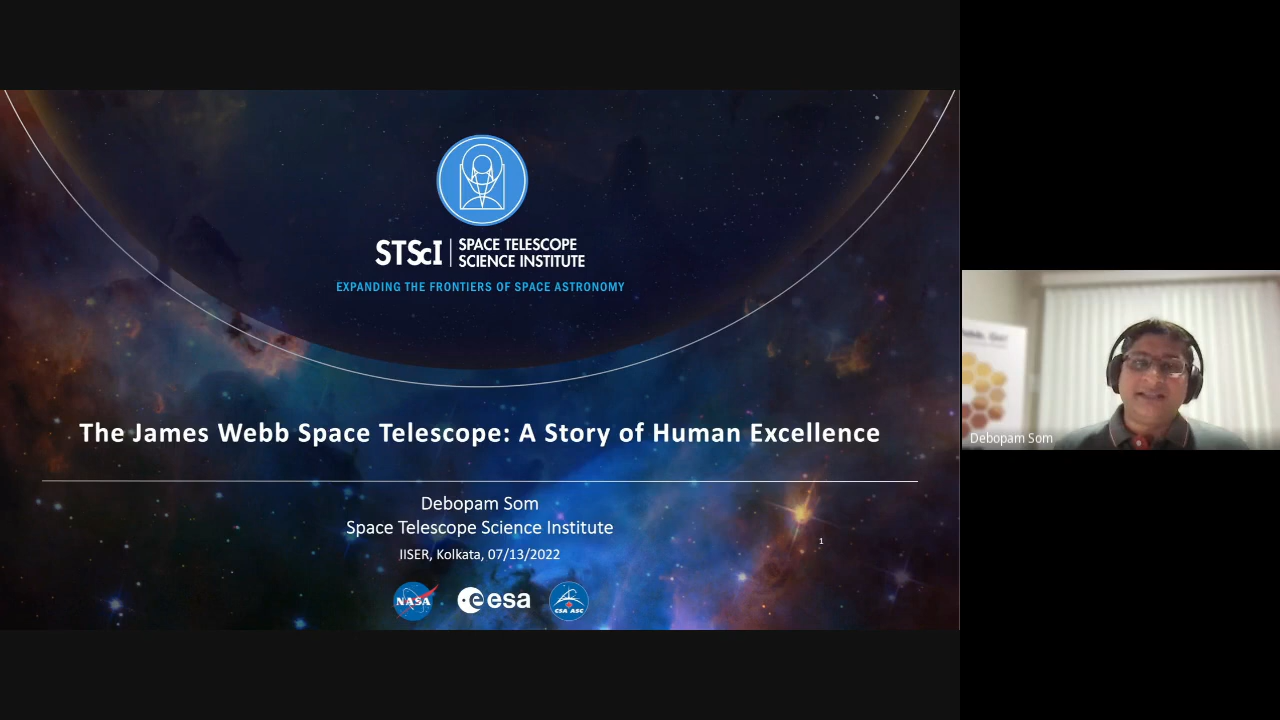 STScI
SPACE TELESCOPE
SCIENCE INSTITUTE
EXPANDING THE FRONTIERS OF SPACE ASTRONOMY
The James Webb Space Telescope: A Story of Human Excellence
Debopam Som
Space Telescope Science Institute
IISER, Kolkata, 07/13/2022
1
NASA
esa
CSA ASC
Debopam Som